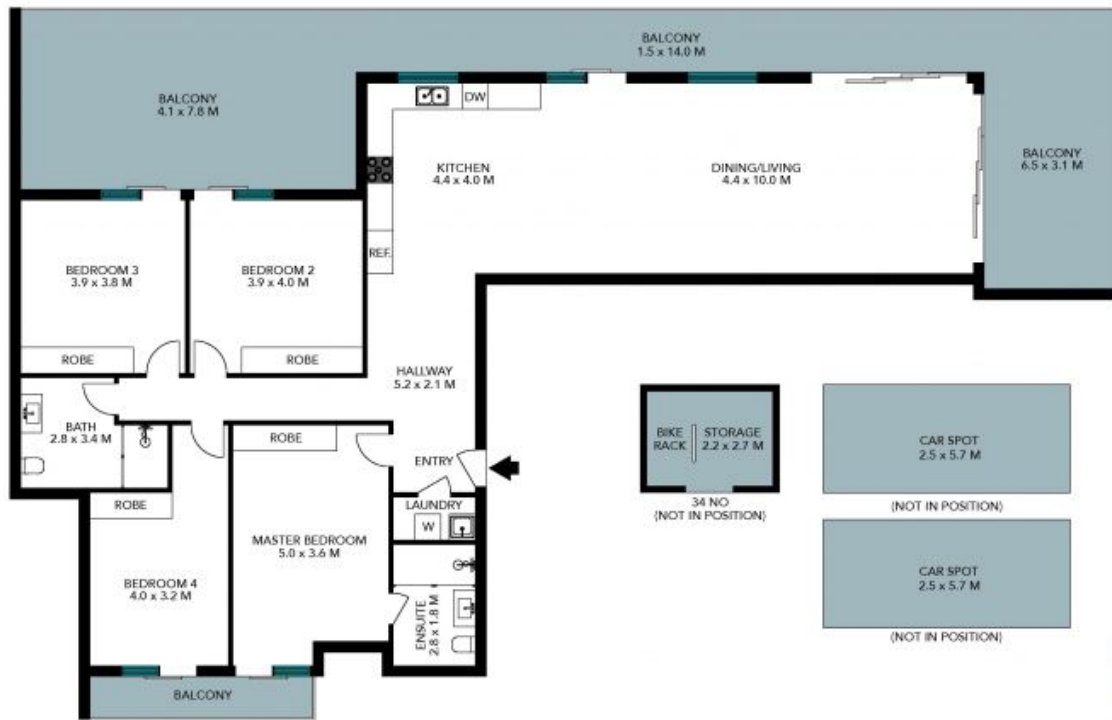 BALCONY
1.5 x 14.0 M
BALCONY
4.1 x 7.8 M
DW
KITCHEN
4.4 x 4.0 M
DINING/LIVING
4.4 x 10.0 M
BALCONY
6.5 x 3.1 M
REF.
BEDROOM 3
3.9 x 3.8 M
BEDROOM 2
3.9 x 4.0 M
ROBE
ROBE
HALLWAY
5.2 x 2.1 M
BATH
2.8 x 3.4 M
ROBE
ENTRY
BIKE
RACK
STORAGE
2.2 x 2.7 M
34 NO
(NOT IN POSITION)
CAR SPOT
2.5 x 5.7 M
(NOT IN POSITION)
ROBE
LAUNDRY
W
MASTER BEDROOM
5.0 x 3.6 M
BEDROOM 4
4.0 x 3.2 M
ENSUITE
2.8 x 1.8 M
CAR SPOT
2.5 x 5.7 M
(NOT IN POSITION)
BALCONY